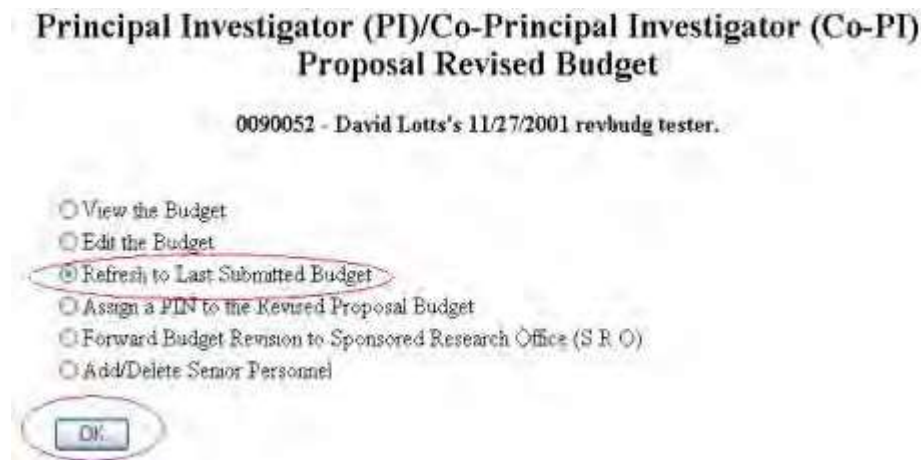 Principal Investigator (PI)/Co-Principal Investigator (Co-PI)
Proposal Revised Budget
0090052 - David Lotts's 11/27/2001 revbudg tester.
View the Budget
Edit the Budget
Refresh to Last Submitted Budget
Assign a PIN to the Revised Proposal Budget
Forward Budget Revision to Sponsored Research Office (S R O)
Add/Delete Senior Personnel
OK